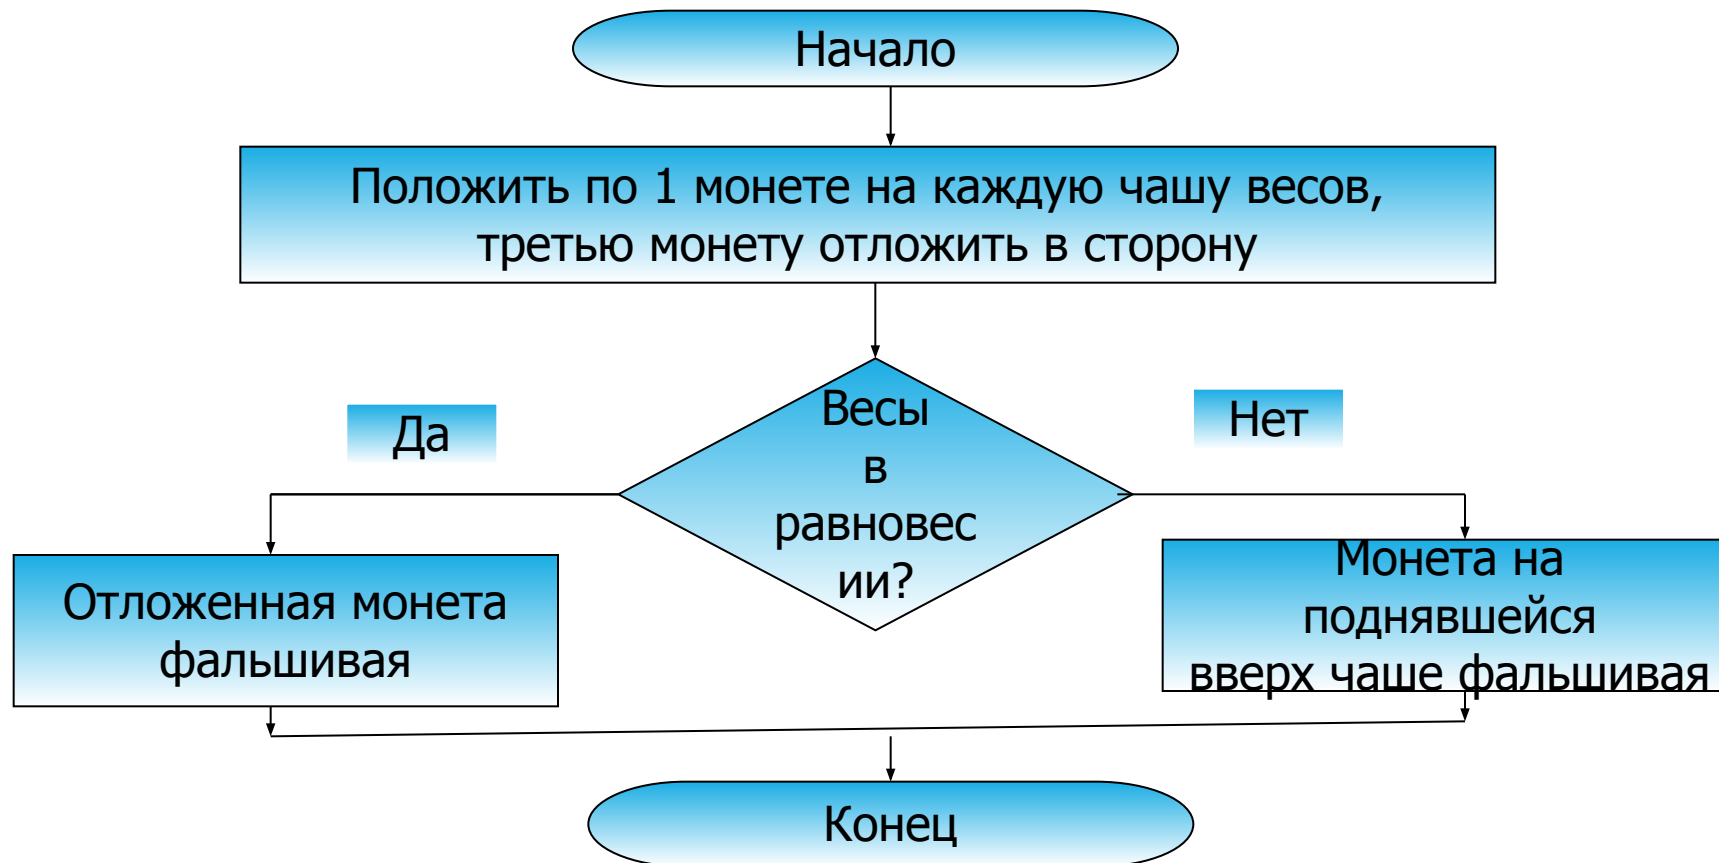 Начало
Положить по 1 монете на каждую чашу весов,
третью монету отложить в сторону
Весы
в
равновес
ии?
Да
Нет
Отложенная монета
фальшивая
Монета на
поднявшейся
вверх чаше фальшивая
Конец